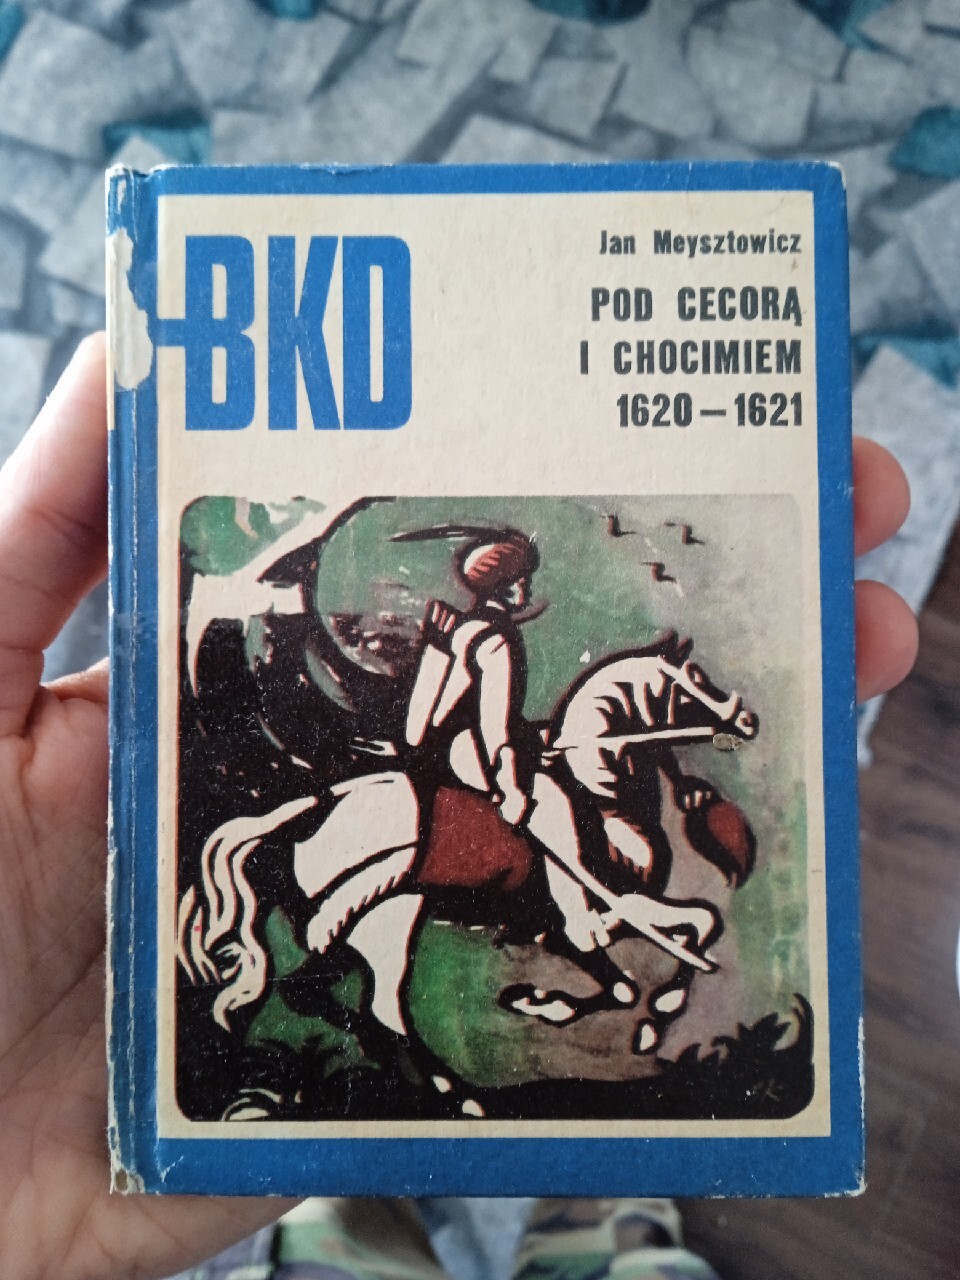 BKD
Jan Meysztowicz
POD CECORĄ
I CHOCIMIEM
1620 — 1621